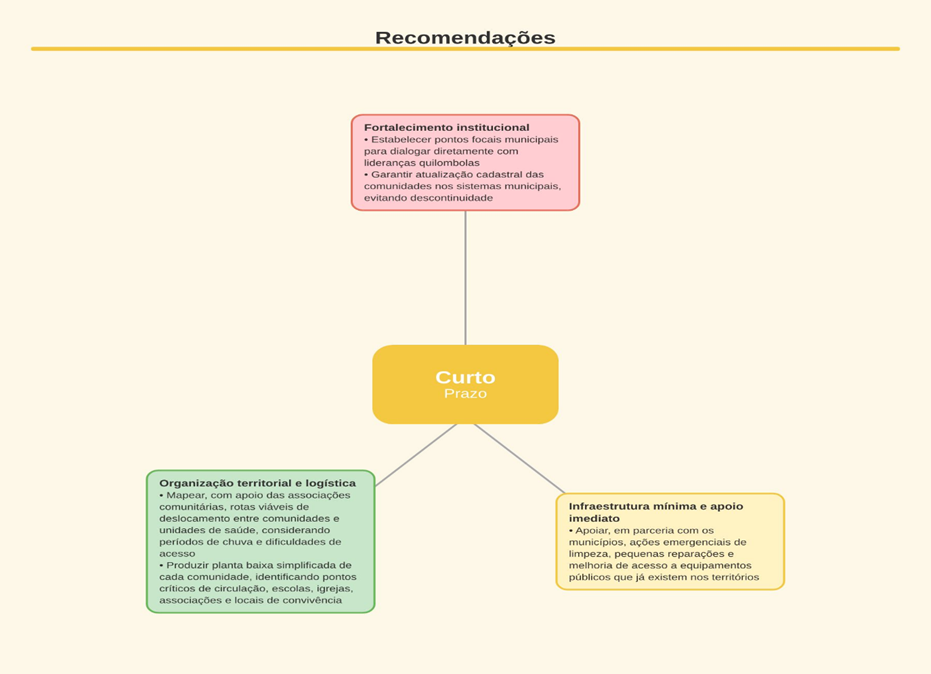 Recomendações
Fortalecimento institucional
• Estabelecer pontos focais municipais
para dialogar diretamente com
lideranças quilombolas
• Garantir atualização cadastral das
comunidades nos sistemas municipais,
evitando descontinuidade
Curto
Prazo
Organização territorial e logística
• Mapear, com apoio das associações
comunitárias, rotas viáveis de
deslocamento entre comunidades e
unidades de saúde, considerando
períodos de chuva e dificuldades de
acesso
• Produzir planta baixa simplificada de
cada comunidade, identificando pontos
críticos de circulação, escolas, igrejas,
associações e locais de convivência
Infraestrutura mínima e apoio
imediato
• Apoiar, em parceria com os
municípios, ações emergenciais de
limpeza, pequenas reparações e
melhoria de acesso a equipamentos
públicos que já existem nos territórios